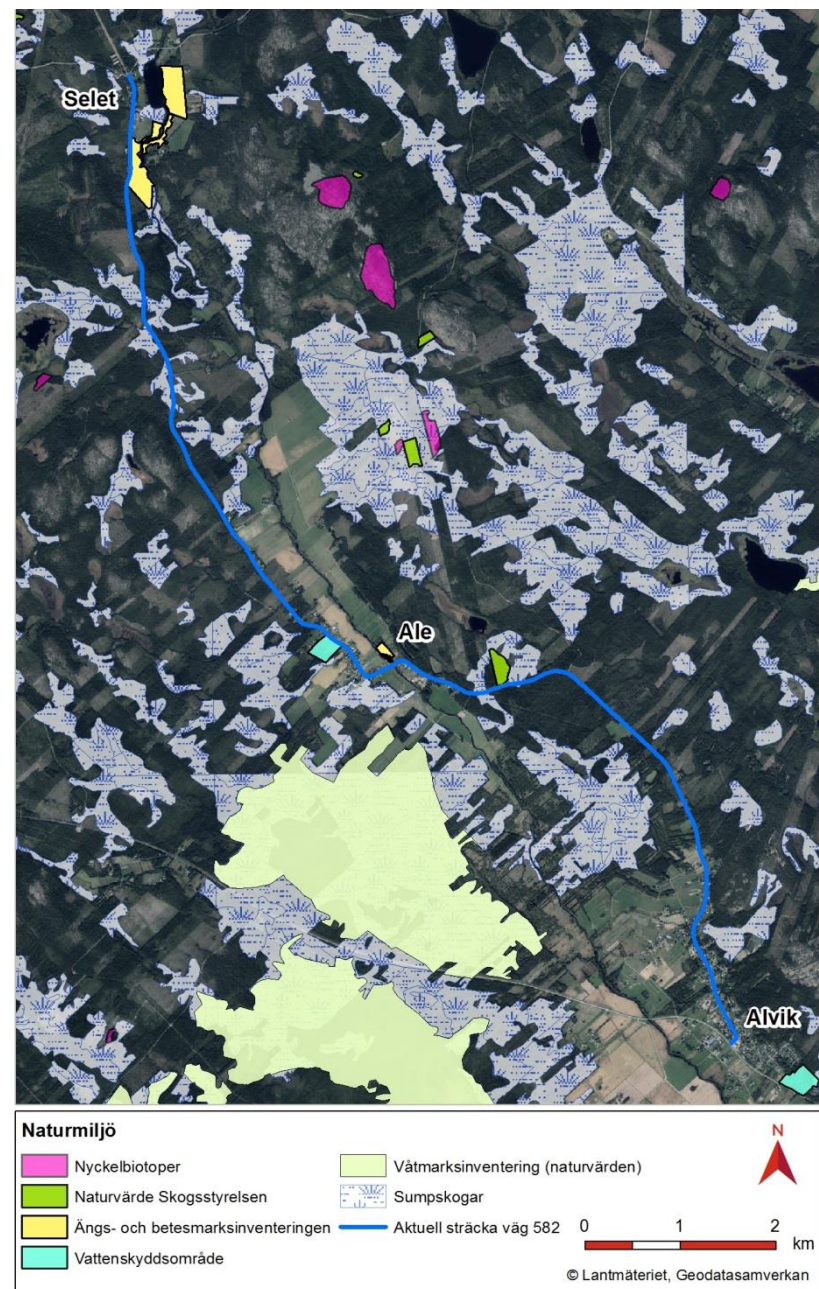 Selet
Ale
Alvik
Naturmiljö
Nyckelbiotoper
Naturvärde Skogsstyrelsen
Ängs- och betesmarksinventeringen
Vattenskyddsområde
Våtmarksinventering (naturvärden)
Sumpskogar
Aktuell sträcka väg 582
N
0 1 2
km
© Lantmäteriet, Geodatasamverkan